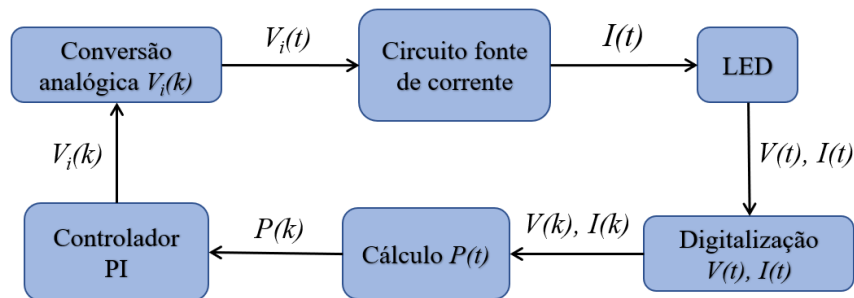 Conversão
analógica Vi(k)
Vi(t)
Circuito fonte
de corrente
I(t)
LED
V(t), I(t)
Digitalização
V(t), I(t)
V(k), I(k)
Cálculo P(t)
P(k)
Controlador
PI
Vi(k)